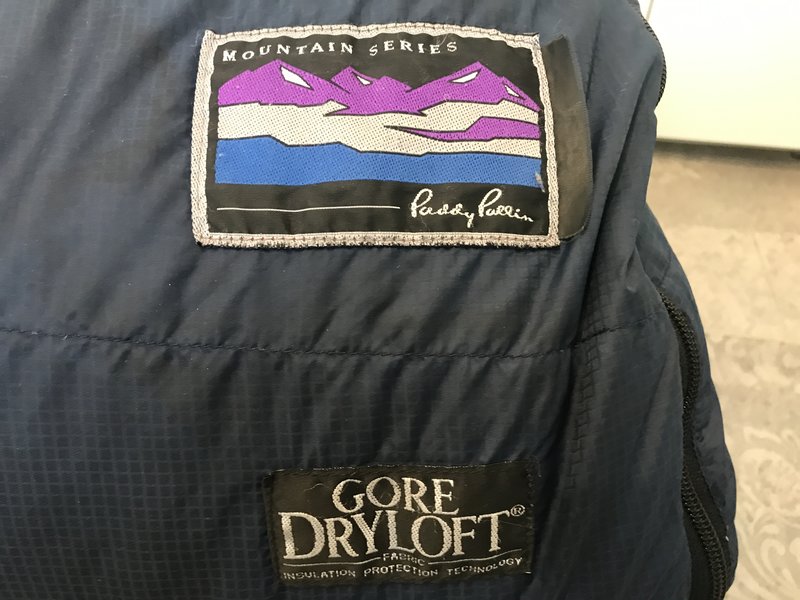 MOUNTAIN SERIES
Paddy Pallin
GORE
DRYLOFT®
FABRIC
INSULATION PROTECTION TECHNOLOGY